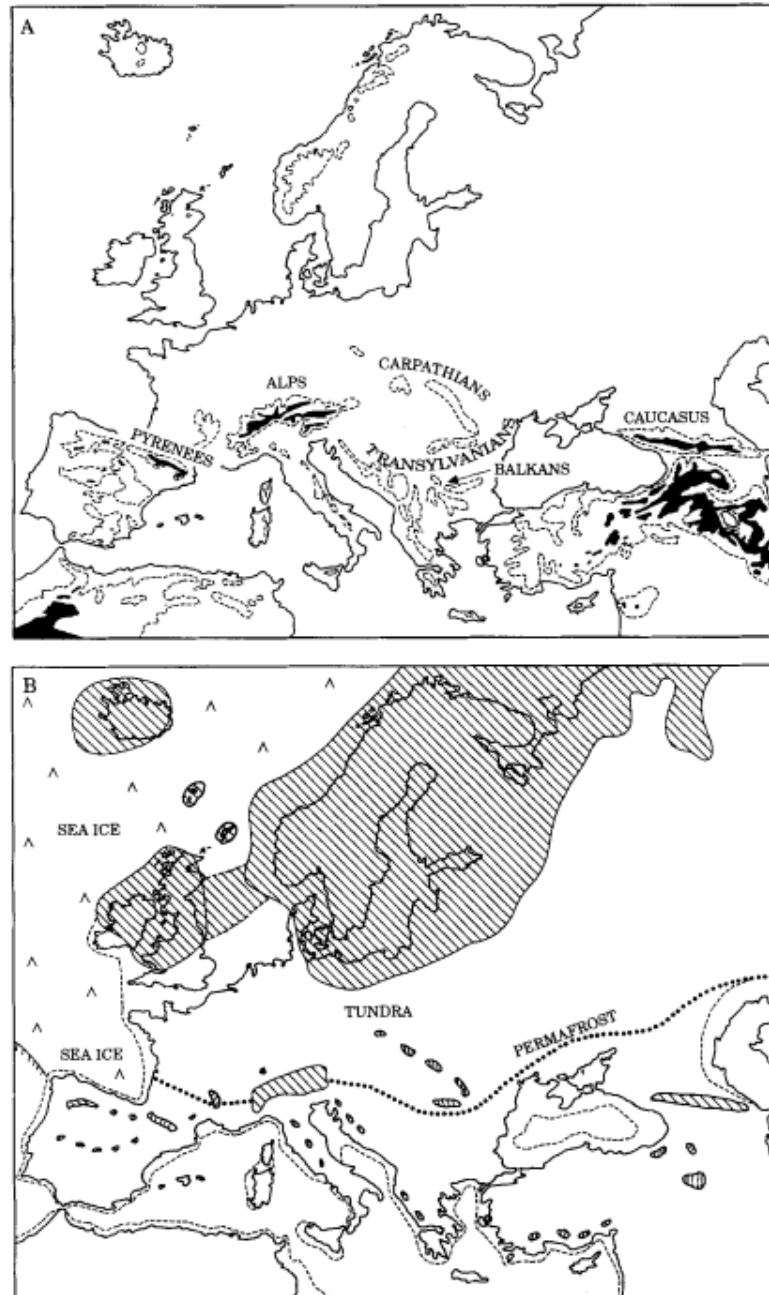 A
CARPATHIANS
ALPS
CAUCASUS
PYRENEES
TRANSYLVANIANS
BALKANS
B
SEA ICE
TUNDRA
PERMAFROST
SEA ICE